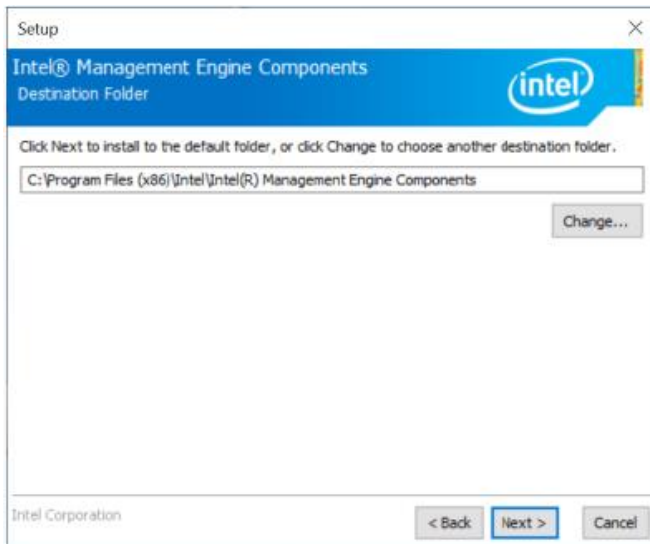 Setup
Intel® Management Engine Components
Destination Folder
intel
Click Next to install to the default folder, or click Change to choose another destination folder.
C:\Program Files (x86)\Intel\Intel(R) Management Engine Components
Change...
Intel Corporation
< Back
Next >
Cancel